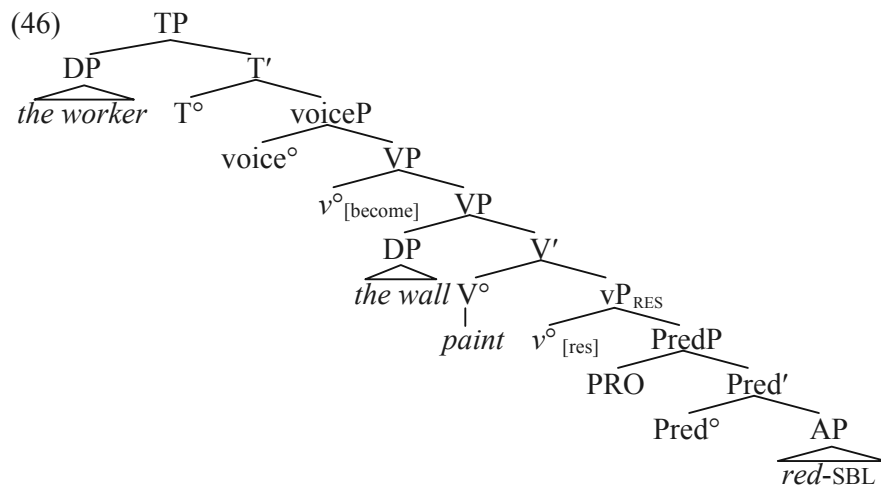 (46) TP
DP T′
the worker T° voiceP
voice° VP
v°[become] VP
DP V′
the wall V° vPRES
paint v° [res] PredP
PRO Pred′
Pred° AP
red-SBL